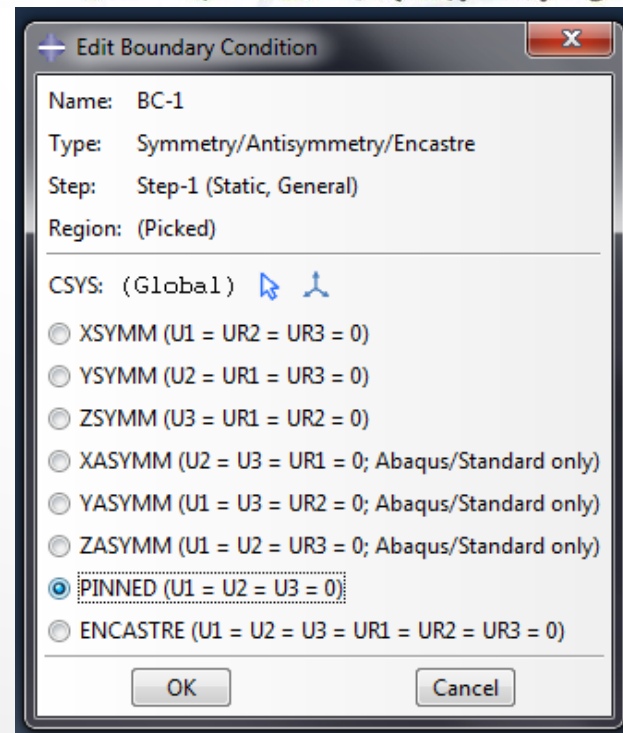 Edit Boundary Condition
Name: BC-1
Type: Symmetry/Antisymmetry/Encastre
Step: Step-1 (Static, General)
Region: (Picked)
CSYS: (Global)
XSYMM (U1 = UR2 = UR3 = 0)
YSYMM (U2 = UR1 = UR3 = 0)
ZSYMM (U3 = UR1 = UR2 = 0)
XASYMM (U2 = U3 = UR1 = 0; Abaqus/Standard only)
YASYMM (U1 = U3 = UR2 = 0; Abaqus/Standard only)
ZASYMM (U1 = U2 = UR3 = 0; Abaqus/Standard only)
PINNED (U1 = U2 = U3 = 0)
ENCASTRE (U1 = U2 = U3 = UR1 = UR2 = UR3 = 0)
OK Cancel